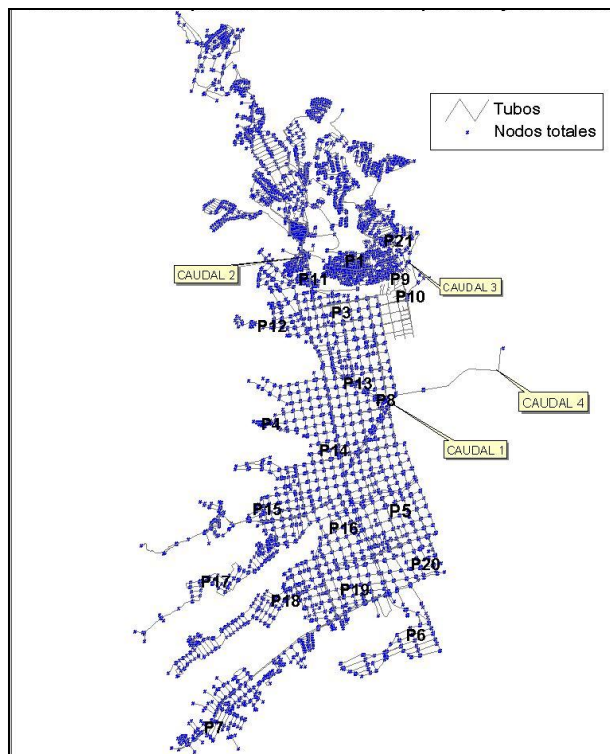 Tubos
Nodos totales
P21
P1
CAUDAL 2
P11
P9
CAUDAL 3
P10
P3
P12
P13
P8
CAUDAL 4
P4
CAUDAL 1
P14
P15
P5
P16
P20
P17
P19
P18
P6
P7